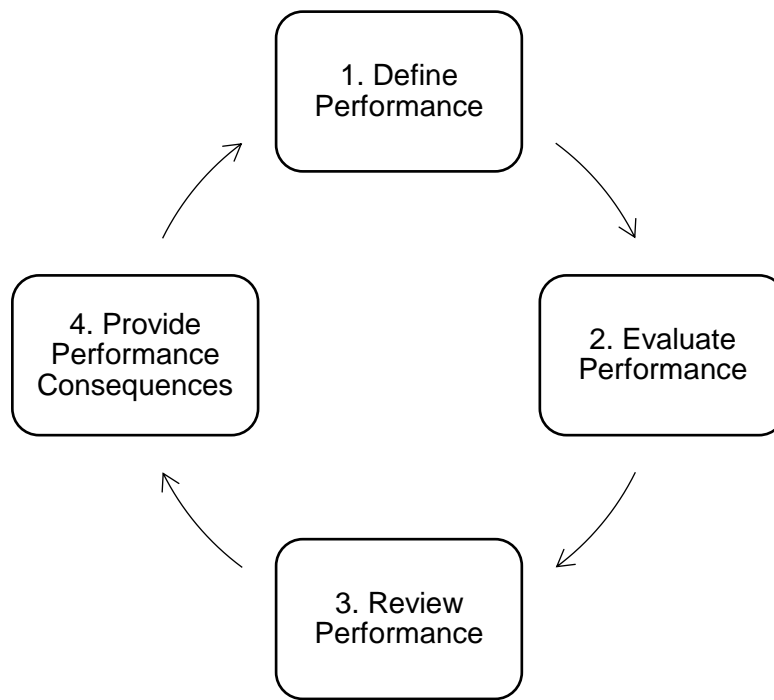 1. Define
Performance
2. Evaluate
Performance
3. Review
Performance
4. Provide
Performance
Consequences